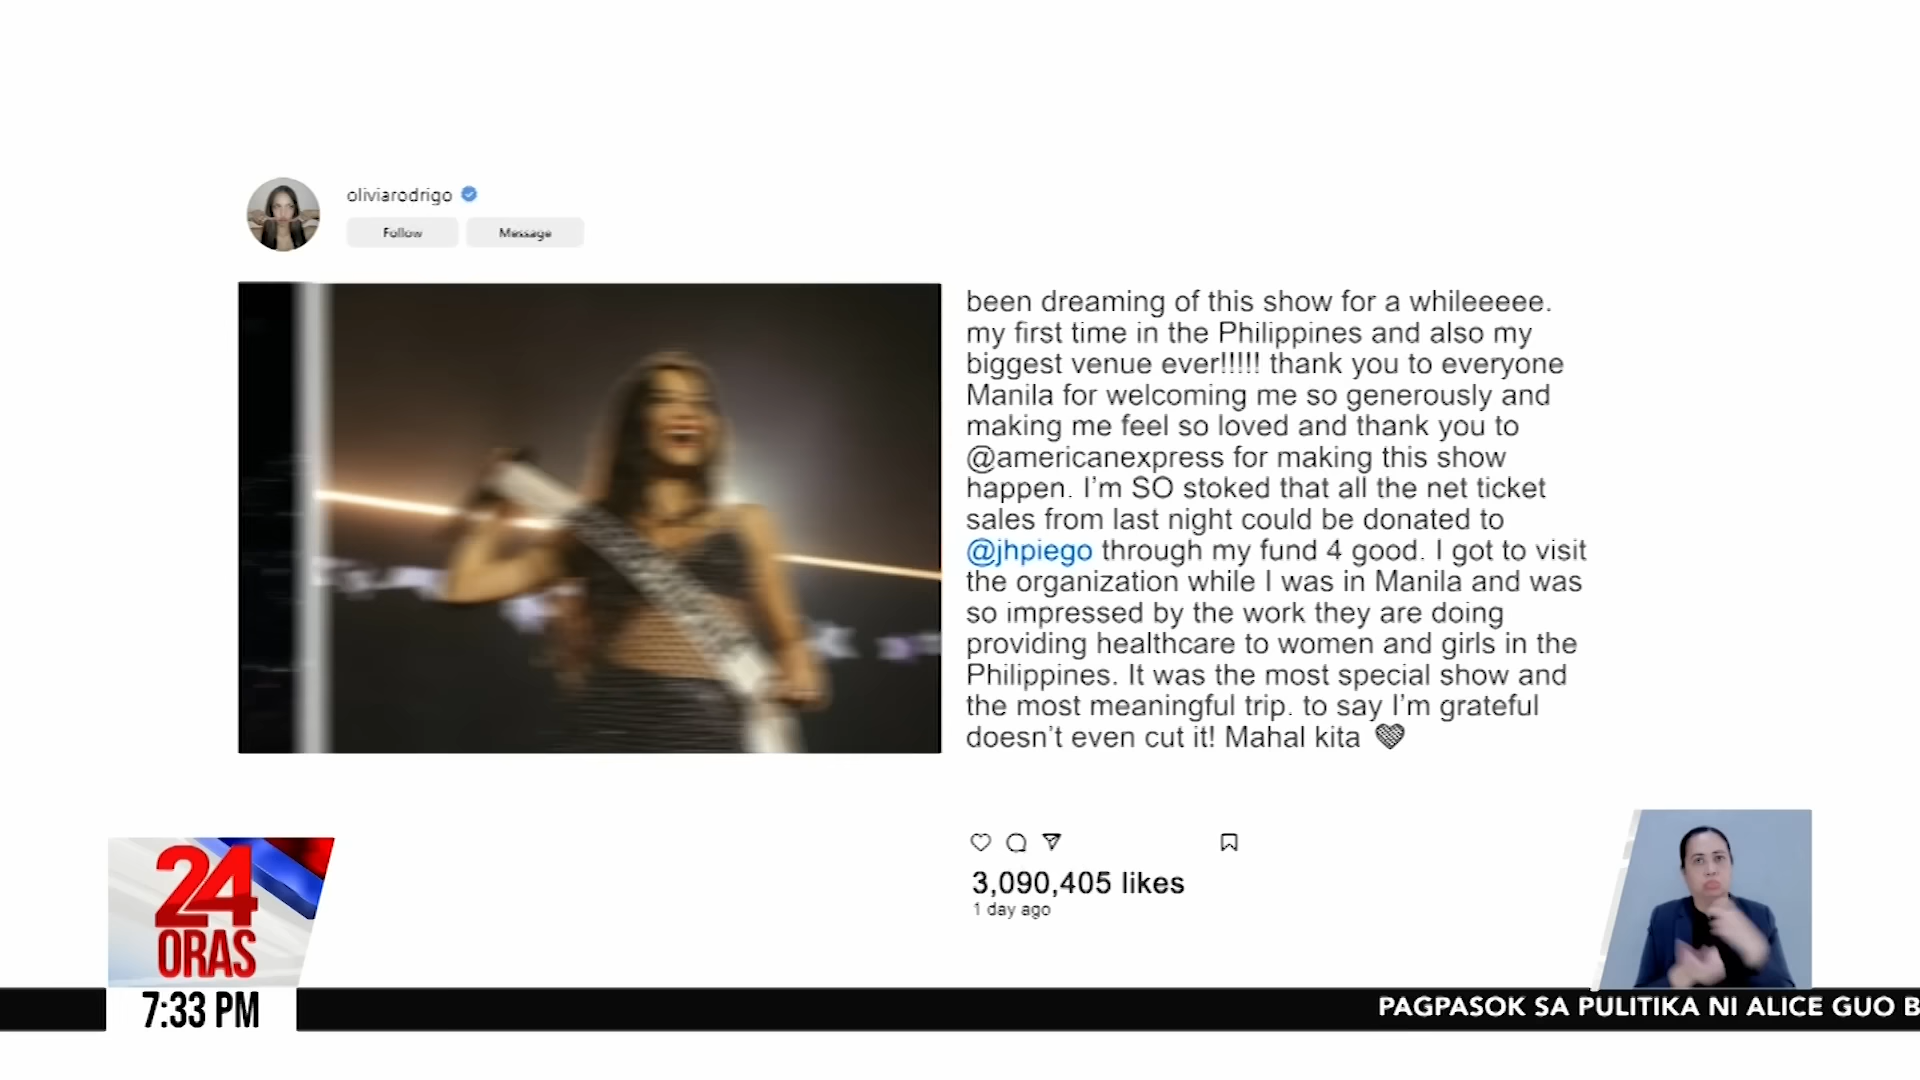 oliviarodrigo
Follow
Message
been dreaming of this show for a whileeeee.
my first time in the Philippines and also my
biggest venue ever!!!!! thank you to everyone
Manila for welcoming me so generously and
making me feel so loved and thank you to
@americanexpress for making this show
happen. I'm SO stoked that all the net ticket
sales from last night could be donated to
@jhpiego through my fund 4 good. I got to visit
the organization while I was in Manila and was
so impressed by the work they are doing
providing healthcare to women and girls in the
Philippines. It was the most special show and
the most meaningful trip. to say I'm grateful
doesn't even cut it! Mahal kita
3,090,405 likes
1 day ago
24
ORAS
7:33 PM
PAGPASOK SA PULITIKA NI ALICE GUO B